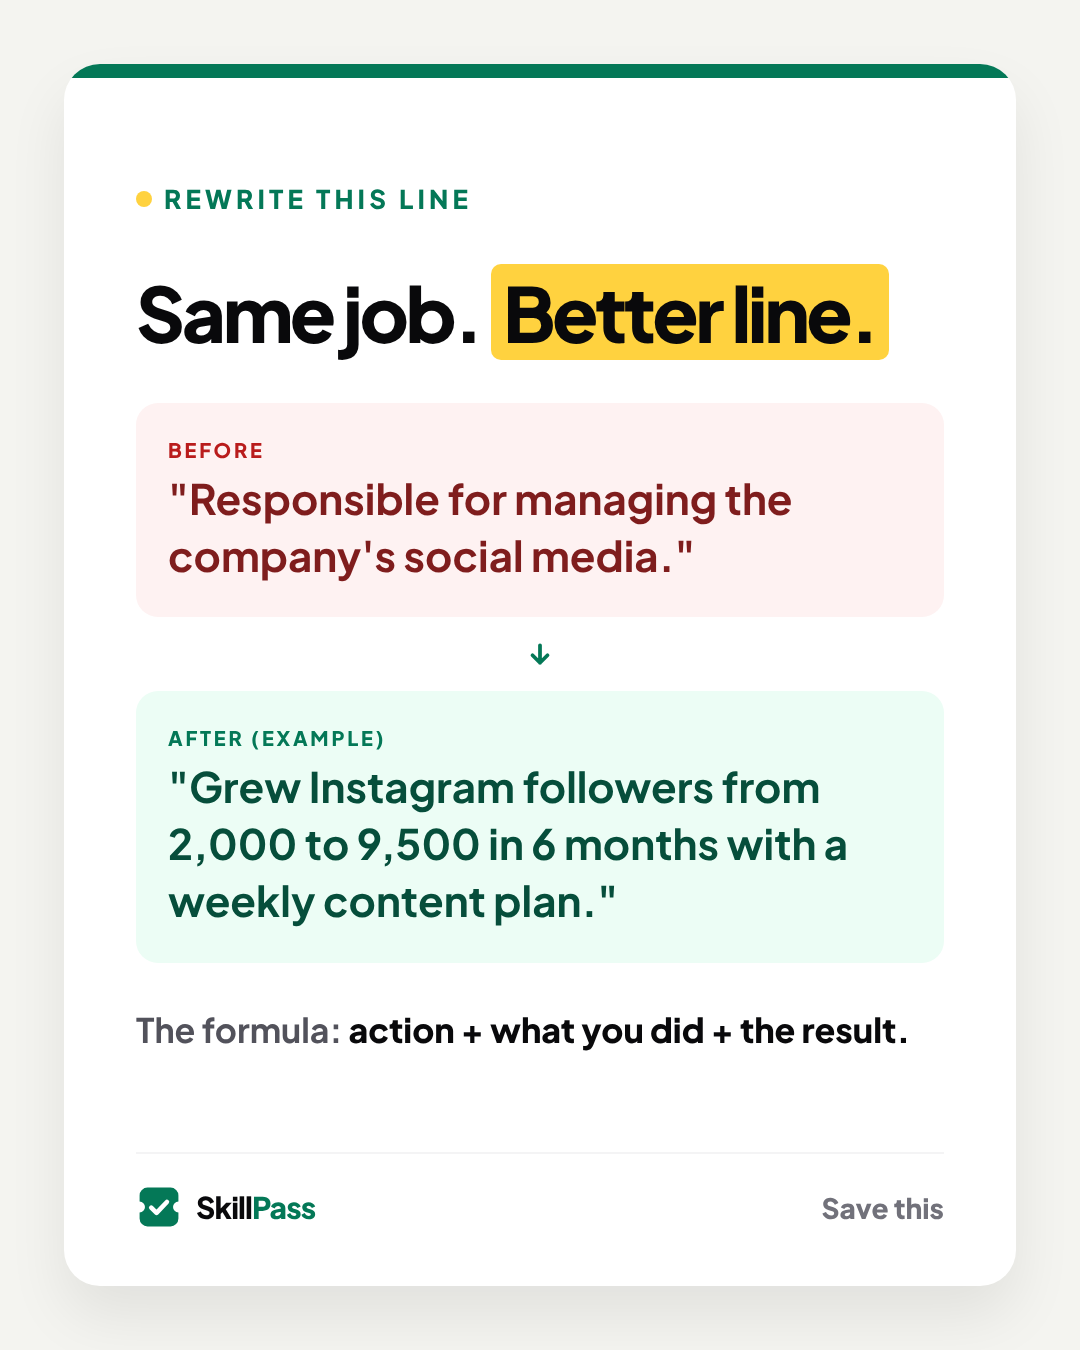 REWRITE THIS LINE
Same job. Better line.
BEFORE
"Responsible for managing the
company's social media."
AFTER (EXAMPLE)
"Grew Instagram followers from
2,000 to 9,500 in 6 months with a
weekly content plan."
The formula: action + what you did + the result.
SkillPass
Save this